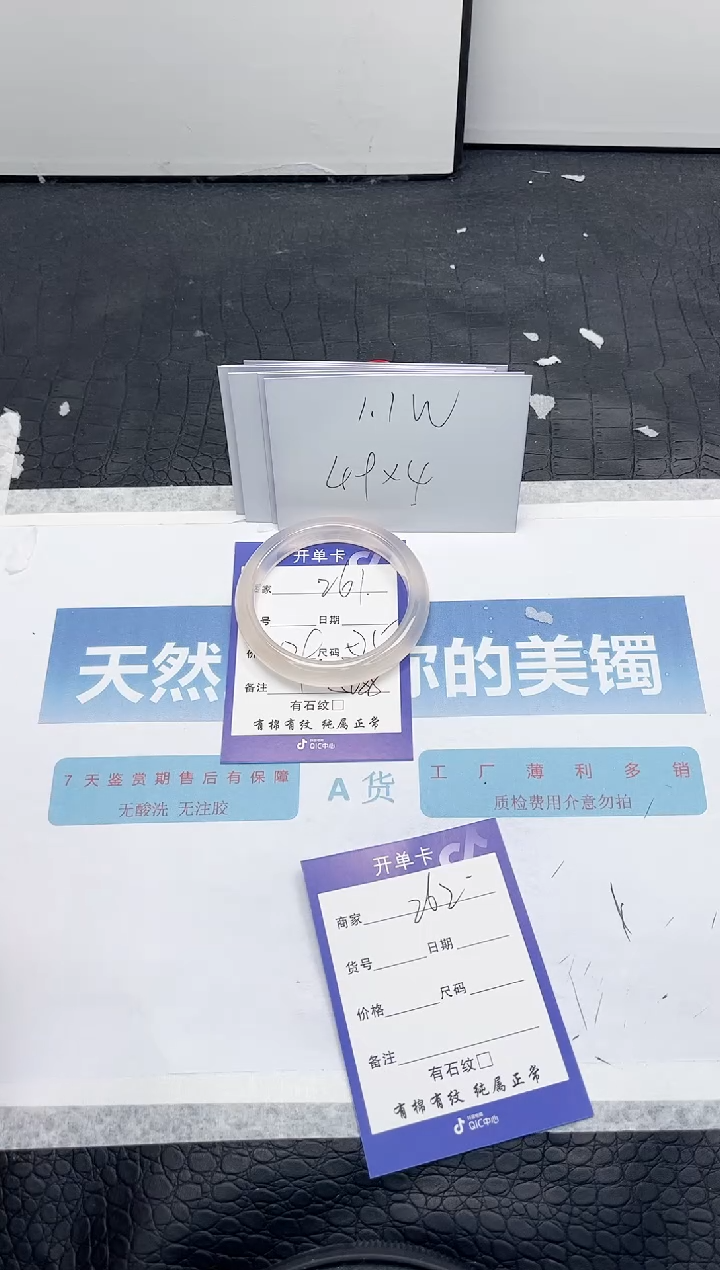 1.1W
49×4
开单卡
家 261.
号 日期
价 尺码
备注
有石纹□
有棉有纹 纯属正常
QIC中心
天然 你的美镯
7天鉴赏期售后有保障
无酸洗 无注胶
A货
工厂薄利多销
质检费用介意勿拍
开单卡
商家 262
货号 日期
价格 尺码
备注
有石纹□
有棉有纹 纯属正常
QIC中心